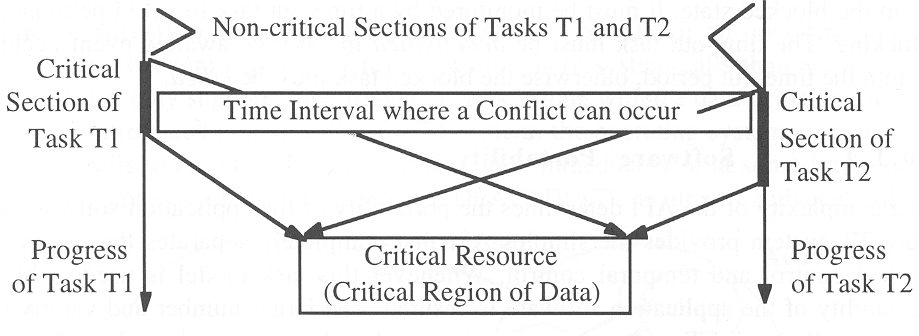 Non-critical Sections of Tasks T1 and T2
Critical
Section of
Task T1
Time Interval where a Conflict can occur
Critical
Section of
Task T2
Progress
of Task T1
Critical Resource
(Critical Region of Data)
Progress
of Task T2